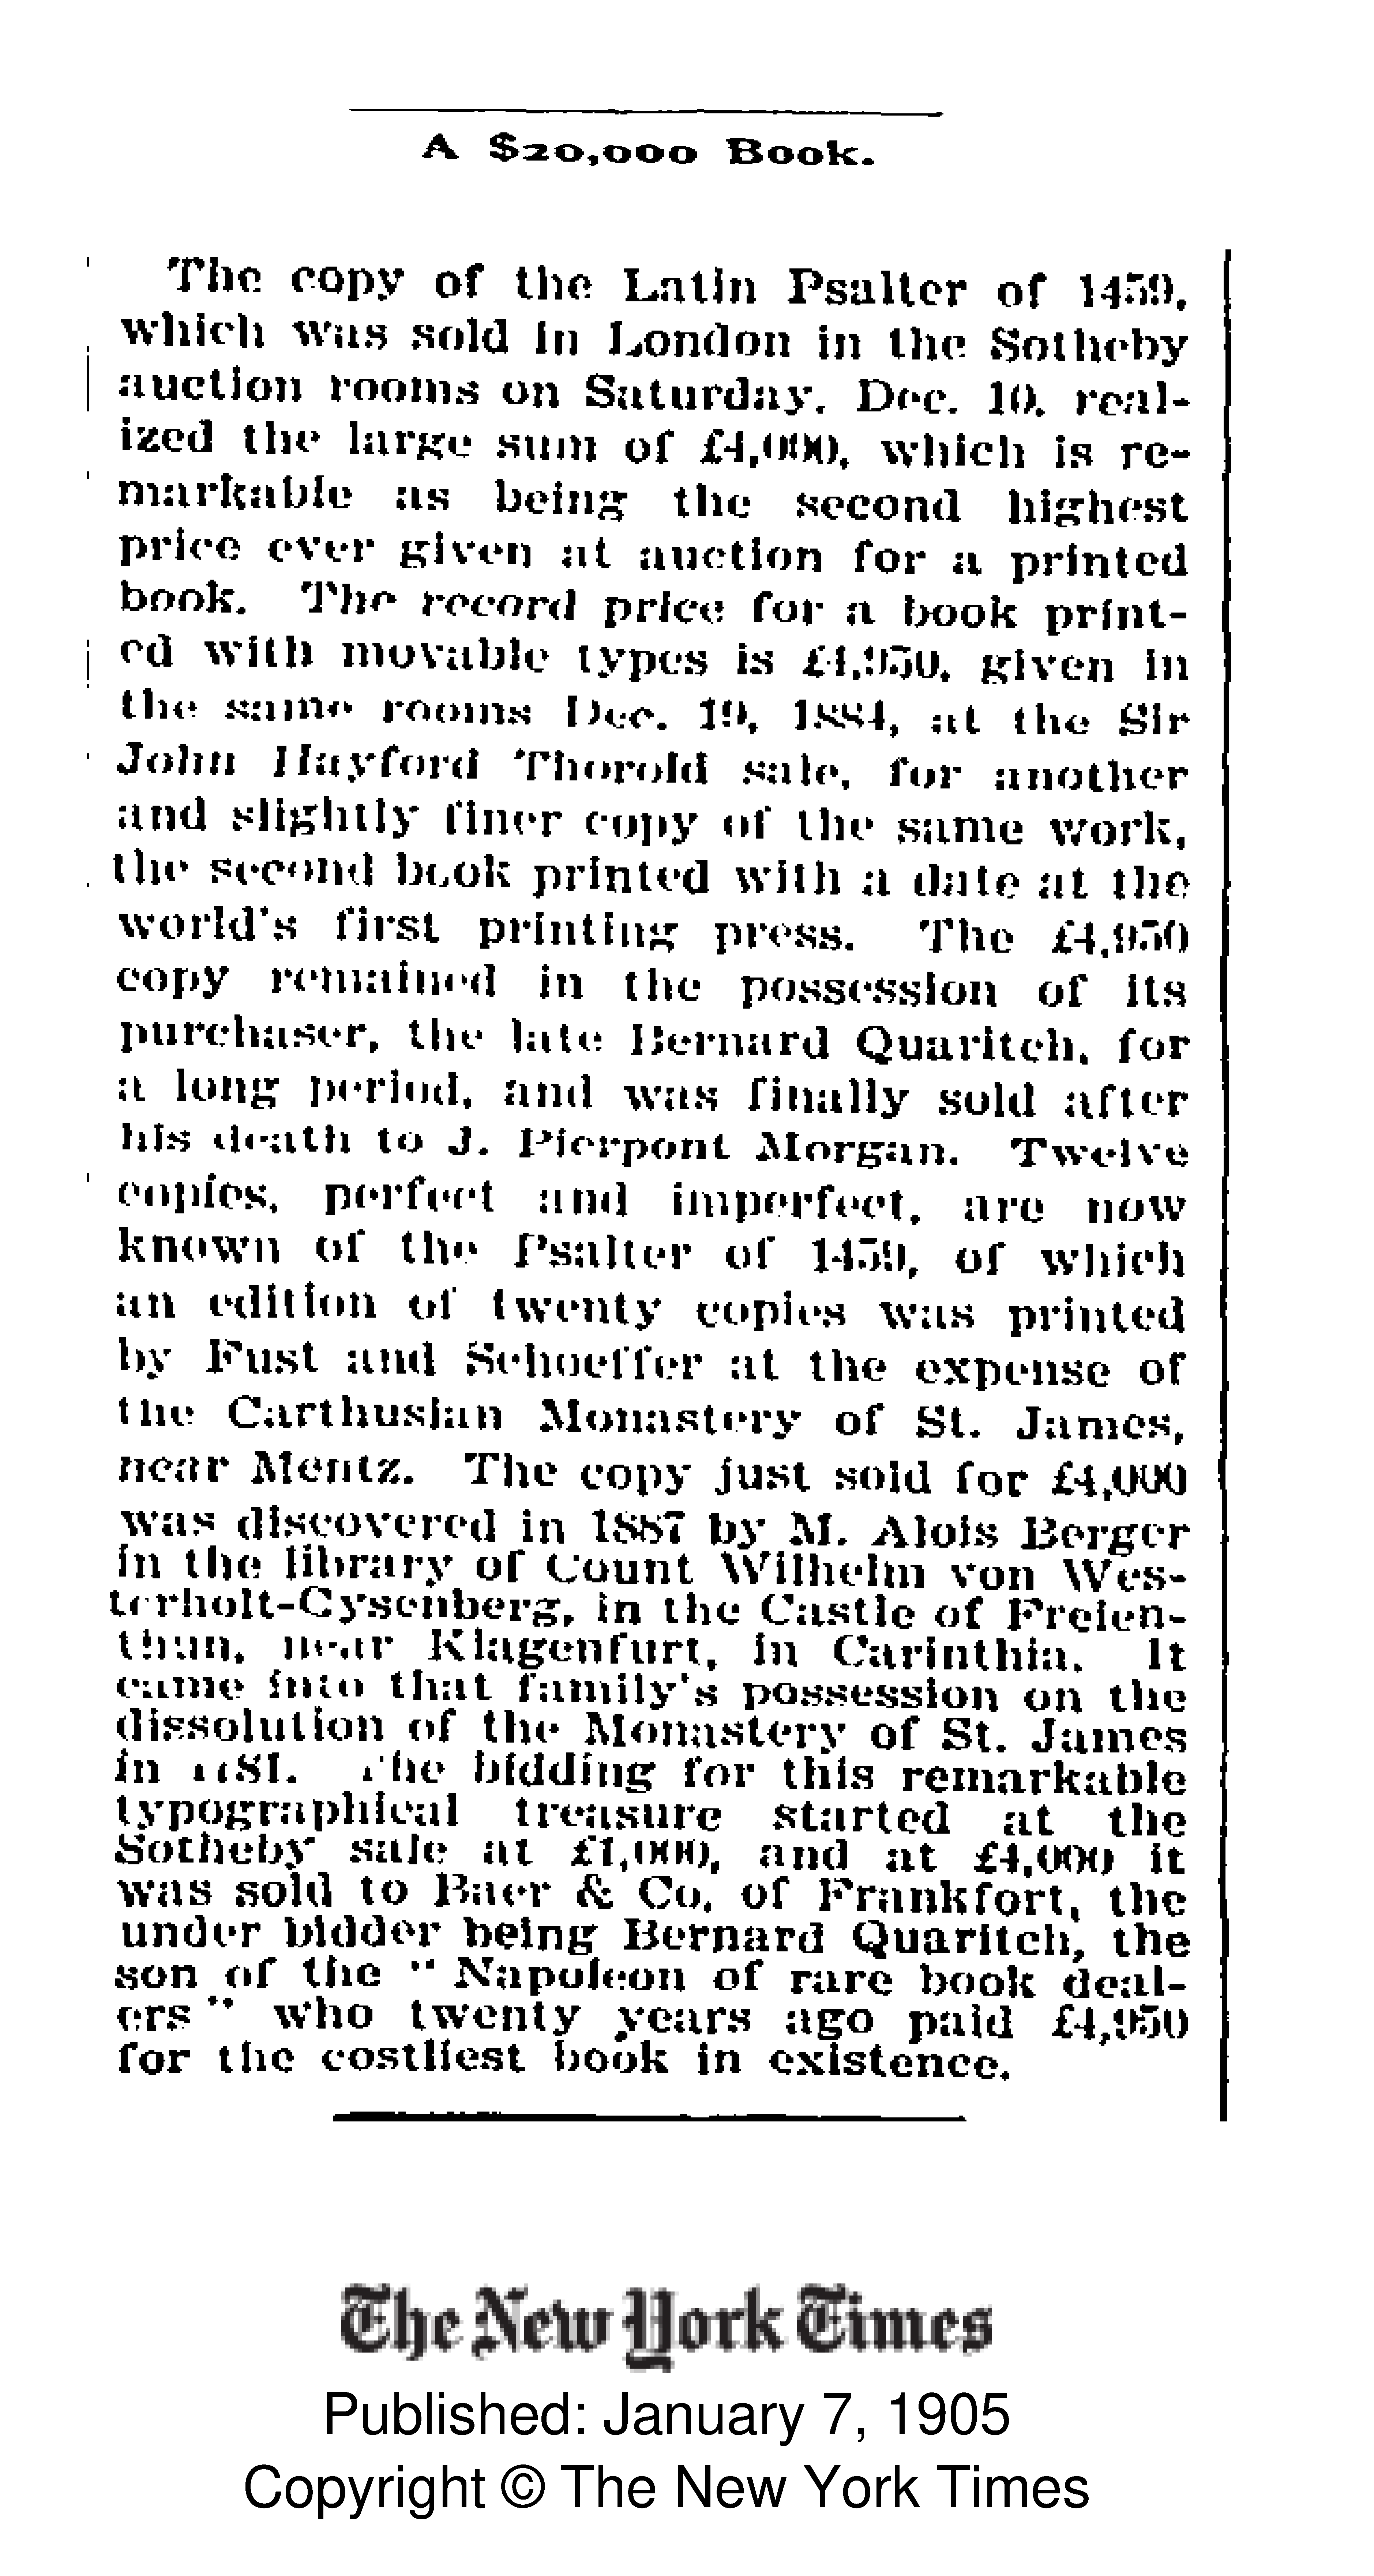 A $20,000 Book.
The copy of the Latin Psalter of 1459,
which was sold in London in the Sotheby
auction rooms on Saturday, Dec. 10, real-
ized the large sum of £4,000, which is re-
markable as being the second highest
price ever given at auction for a printed
book. The record price for a book print-
ed with movable types is £4,950, given in
the same rooms Dec. 19, 1884, at the Sir
John Hayford Thorold sale, for another
and slightly finer copy of the same work,
the second book printed with a date at the
world's first printing press. The £4,950
copy remained in the possession of its
purchaser, the late Bernard Quaritch, for
a long period, and was finally sold after
his death to J. Pierpont Morgan. Twelve
copies, perfect and imperfect, are now
known of the Psalter of 1459, of which
an edition of twenty copies was printed
by Fust and Schoeffer at the expense of
the Carthusian Monastery of St. James,
near Mentz. The copy just sold for £4,000
was discovered in 1887 by M. Alois Berger
in the library of Count Wilhelm von Wes-
terholt-Gysenberg, in the Castle of Freien-
thun, near Klagenfurt, in Carinthia. It
came into that family's possession on the
dissolution of the Monastery of St. James
in The bidding for this remarkable
typographical treasure started at the
Sotheby sale at £1,000, and at £4,000 it
was sold to Baer & Co. of Frankfort, the
under bidder being Bernard Quaritch, the
son of the "Napoleon of rare book deal-
ers" who twenty years ago paid £4,950
for the costliest book in existence.
The New York Times
Published: January 7, 1905
Copyright © The New York Times